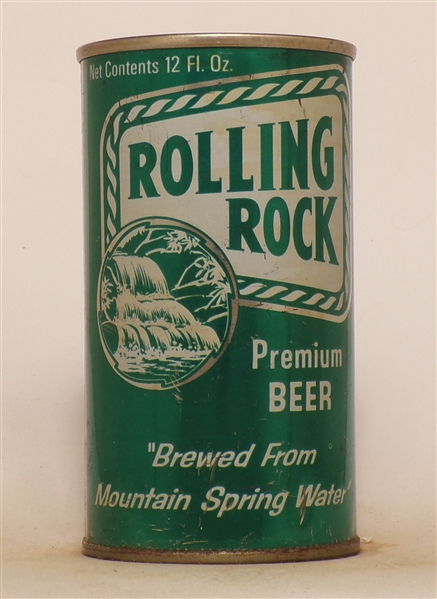 Net Contents 12 Fl. Oz.
ROLLING
ROCK
Premium
BEER
"Brewed From
Mountain Spring Water"